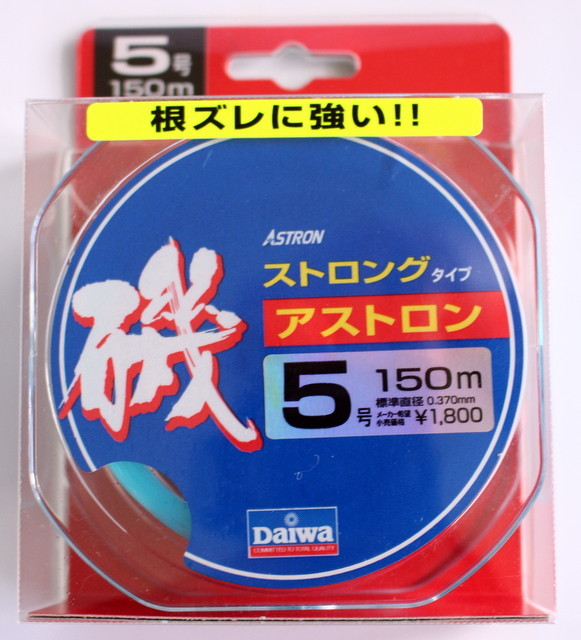 5号
150m
根ズレに強い!!
ASTRON
ストロングタイプ
アストロン
磯
5号
150m
標準直径 0.370mm
メーカー希望小売価格 ¥1,800
Daiwa
COMMITTED TO TOTAL QUALITY